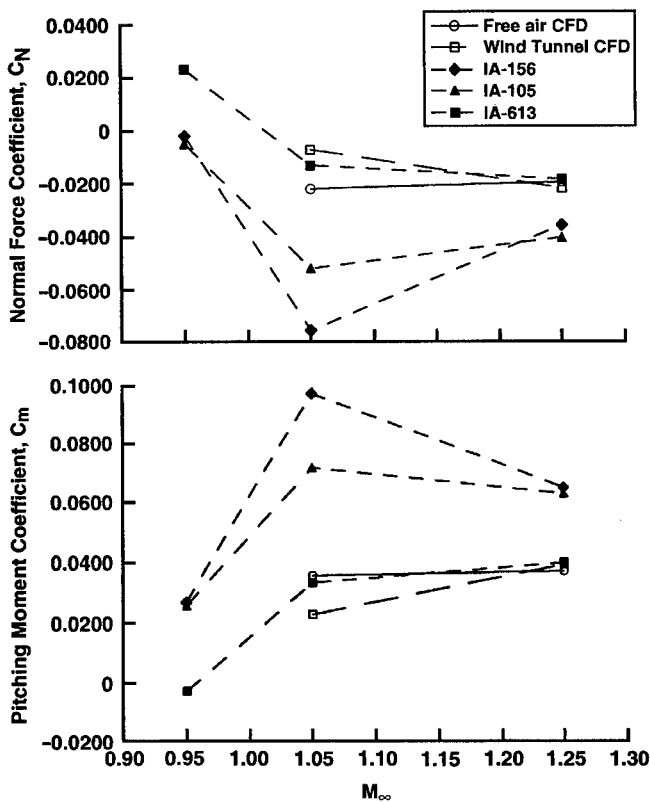 0.0400
0.0200
0
−0.0200
−0.0400
−0.0600
−0.0800
Normal Force Coefficient, C_N
Free air CFD
Wind Tunnel CFD
IA-156
IA-105
IA-613
0.1000
0.0800
0.0600
0.0400
0.0200
0
−0.0200
Pitching Moment Coefficient, C_m
0.90 0.95 1.00 1.05 1.10 1.15 1.20 1.25 1.30
M∞